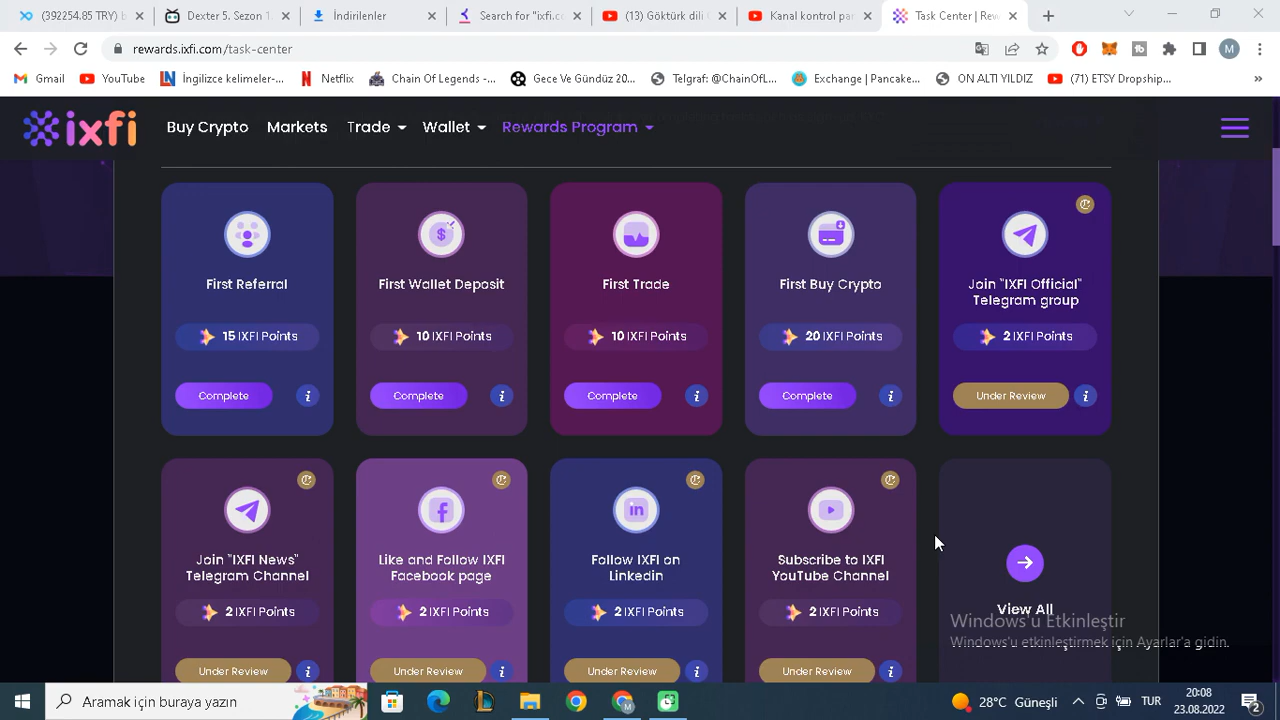 (392254.85 TRY) b
Dexter 5. Sezon 1
İndirilenler
Search for "ixfi.c
(13) Göktürk dili
Kanal kontrol par
Task Center | Rew
rewards.ixfi.com/task-center
M
Gmail
YouTube
İngilizce kelimeler-...
Netflix
Chain Of Legends -...
Gece Ve Gündüz 20...
Telgraf: @ChainOfL...
Exchange | Pancake...
ON ALTI YILDIZ
(71) ETSY Dropship...
»
ixfi
Buy Crypto
Markets
Trade
Wallet
Rewards Program
First Referral
First Wallet Deposit
First Trade
First Buy Crypto
Join "IXFI Official"
Telegram group
15 IXFI Points
10 IXFI Points
10 IXFI Points
20 IXFI Points
2 IXFI Points
Complete
i
Complete
i
Complete
i
Complete
i
Under Review
i
Join "IXFI News"
Telegram Channel
Like and Follow IXFI
Facebook page
Follow IXFI on
Linkedin
Subscribe to IXFI
YouTube Channel
View All
2 IXFI Points
2 IXFI Points
2 IXFI Points
2 IXFI Points
Under Review
i
Under Review
i
Under Review
i
Under Review
i
Windows'u Etkinleştir
Windows'u etkinleştirmek için Ayarlar'a gidin.
Aramak için buraya yazın
28°C Güneşli
TUR
20:08
23.08.2022
2